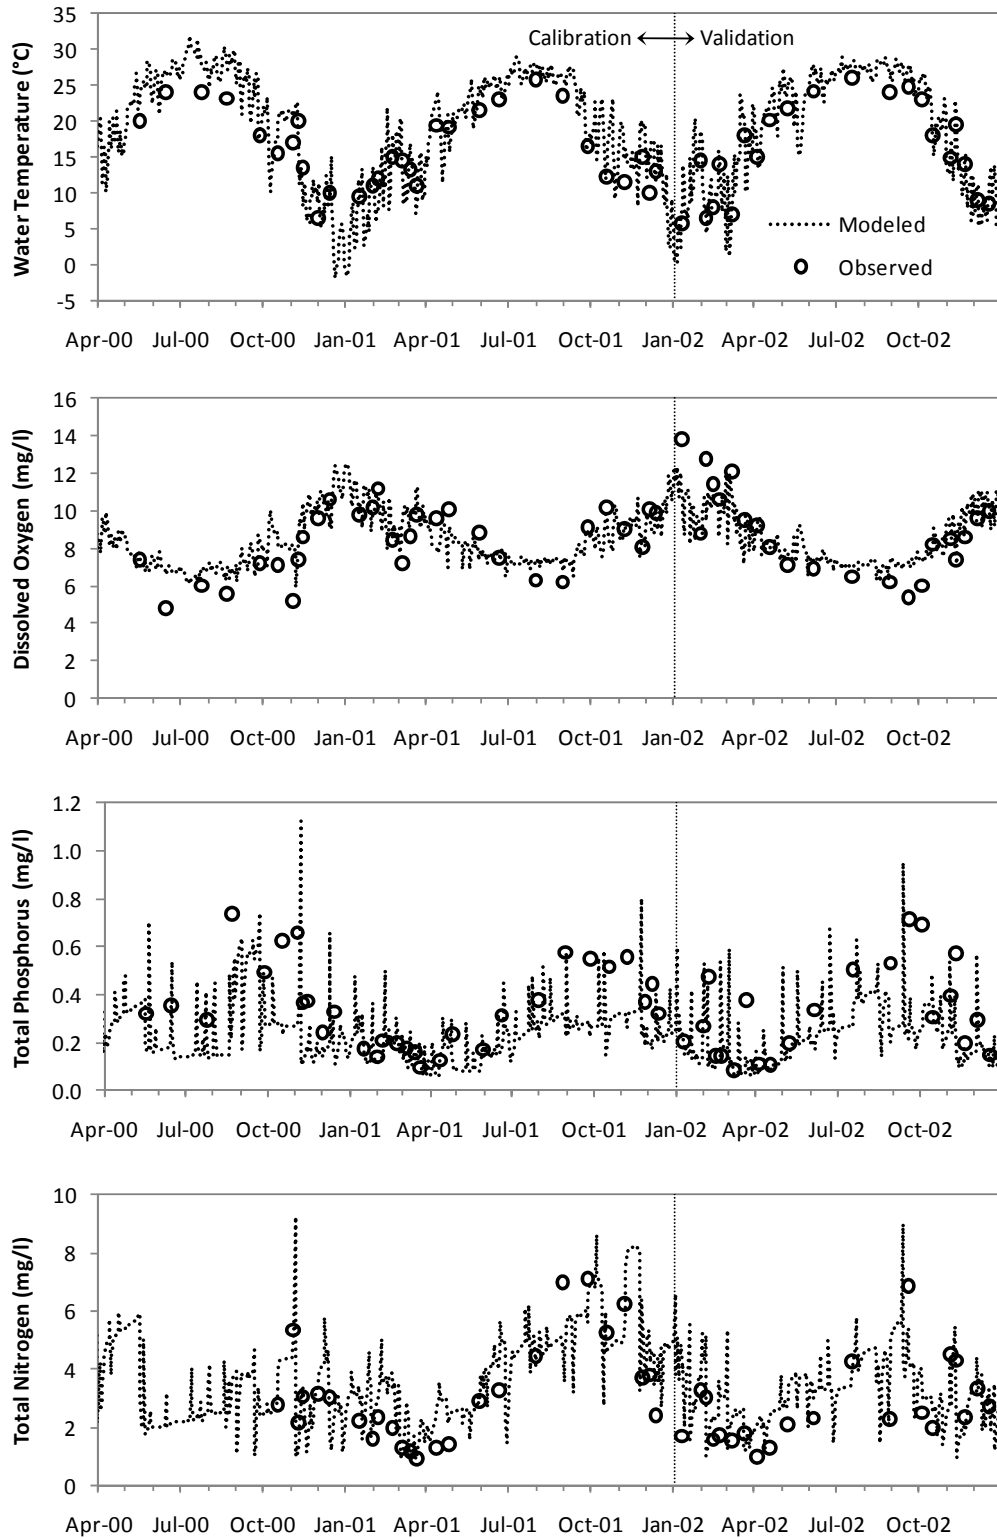 Water Temperature (°C)
35
30
25
20
15
10
5
0
-5
Calibration
Validation
Modeled
Observed
Apr-00 Jul-00 Oct-00 Jan-01 Apr-01 Jul-01 Oct-01 Jan-02 Apr-02 Jul-02 Oct-02
Dissolved Oxygen (mg/l)
16
14
12
10
8
6
4
2
0
Apr-00 Jul-00 Oct-00 Jan-01 Apr-01 Jul-01 Oct-01 Jan-02 Apr-02 Jul-02 Oct-02
Total Phosphorus (mg/l)
1.2
1.0
0.8
0.6
0.4
0.2
0.0
Apr-00 Jul-00 Oct-00 Jan-01 Apr-01 Jul-01 Oct-01 Jan-02 Apr-02 Jul-02 Oct-02
Total Nitrogen (mg/l)
10
8
6
4
2
0
Apr-00 Jul-00 Oct-00 Jan-01 Apr-01 Jul-01 Oct-01 Jan-02 Apr-02 Jul-02 Oct-02